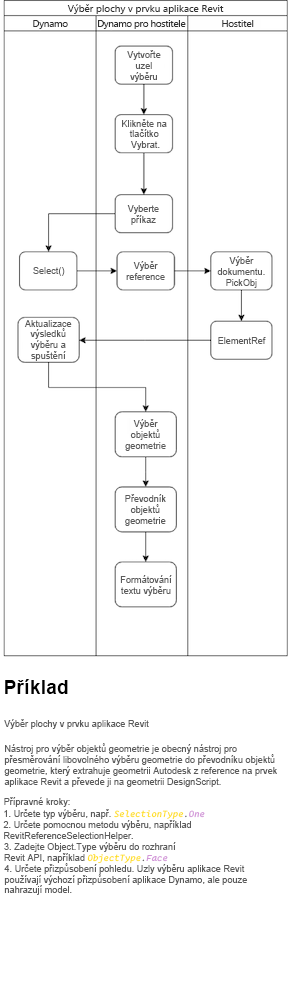 Výběr plochy v prvku aplikace Revit
Dynamo
Dynamo pro hostitele
Hostitel
Vytvořte
uzel
výběru
Klikněte na
tlačítko
Vybrat.
Vyberte
příkaz
Select()
Výběr
reference
Výběr
dokumentu.
PickObj
Aktualizace
výsledků
výběru a
spuštění
ElementRef
Výběr
objektů
geometrie
Převodník
objektů
geometrie
Formátování
textu výběru
Příklad
Výběr plochy v prvku aplikace Revit
Nástroj pro výběr objektů geometrie je obecný nástroj pro
přesměrování libovolného výběru geometrie do převodníku objektů
geometrie, který extrahuje geometrii Autodesk z reference na prvek
aplikace Revit a převede ji na geometrii DesignScript.
Přípravné kroky:
1. Určete typ výběru, např. SelectionType.One
2. Určete pomocnou metodu výběru, například
RevitReferenceSelectionHelper.
3. Zadejte Object.Type výběru do rozhraní
Revit API, například ObjectType.Face
4. Určete přizpůsobení pohledu. Uzly výběru aplikace Revit
používají výchozí přizpůsobení aplikace Dynamo, ale pouze
nahrazují model.